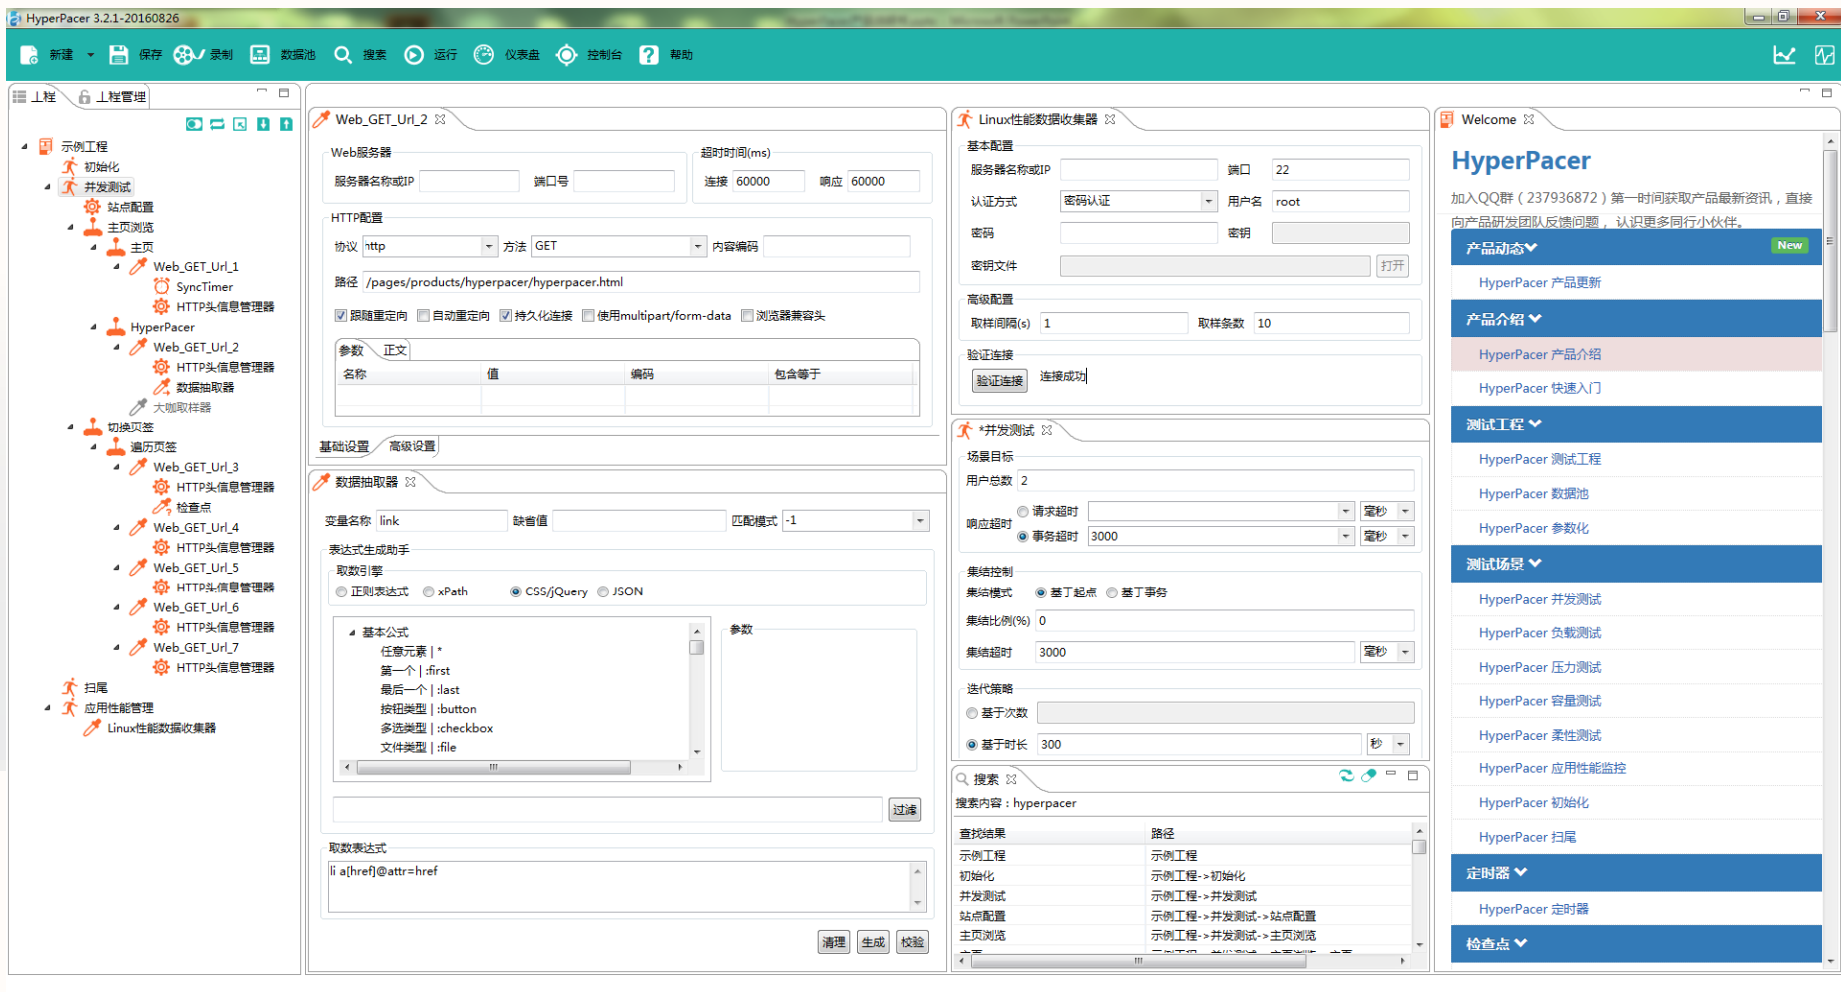 HyperPacer 3.2.1-20160826
新建 保存 录制 数据池 搜索 运行 仪表盘 控制台 帮助
工程 工程管理
示例工程
初始化
并发测试
站点配置
主页浏览
主页
Web_GET_Url_1
SyncTimer
HTTP头信息管理器
HyperPacer
Web_GET_Url_2
HTTP头信息管理器
数据抽取器
大咖取样器
切换页签
遍历页签
Web_GET_Url_3
HTTP头信息管理器
检查点
Web_GET_Url_4
HTTP头信息管理器
Web_GET_Url_5
HTTP头信息管理器
Web_GET_Url_6
HTTP头信息管理器
Web_GET_Url_7
HTTP头信息管理器
扫尾
应用性能管理
Linux性能数据收集器
Web_GET_Url_2
Web服务器
服务器名称或IP 端口号
超时时间(ms)
连接 60000 响应 60000
HTTP配置
协议 http 方法 GET 内容编码
路径 /pages/products/hyperpacer/hyperpacer.html
跟随重定向 自动重定向 持久化连接 使用multipart/form-data 浏览器兼容头
参数 正文
名称 值 编码 包含等于
基础设置 高级设置
数据抽取器
变量名称 link 缺省值 匹配模式 -1
表达式生成助手
取数引擎
正则表达式 xPath CSS/jQuery JSON
基本公式
任意元素 | *
第一个 | :first
最后一个 | :last
按钮类型 | :button
多选类型 | :checkbox
文件类型 | :file
参数
过滤
取数表达式
li a[href]@attr=href
清理 生成 校验
Linux性能数据收集器
基本配置
服务器名称或IP 端口 22
认证方式 密码认证 用户名 root
密码 密钥
密钥文件 打开
高级配置
取样间隔(s) 1 取样条数 10
验证连接
验证连接 连接成功
*并发测试
场景目标
用户总数 2
响应超时 请求超时 毫秒
事务超时 3000 毫秒
集结控制
集结模式 基于起点 基于事务
集结比例(%) 0
集结超时 3000 毫秒
迭代策略
基于次数
基于时长 300 秒
搜索
搜索内容 : hyperpacer
查找结果 路径
示例工程 示例工程
初始化 示例工程->初始化
并发测试 示例工程->并发测试
站点配置 示例工程->并发测试->站点配置
主页浏览 示例工程->并发测试->主页浏览
Welcome
HyperPacer
加入QQ群 ( 237936872 ) 第一时间获取产品最新资讯，直接
向产品研发团队反馈问题， 认识更多同行小伙伴。
产品动态 New
HyperPacer 产品更新
产品介绍
HyperPacer 产品介绍
HyperPacer 快速入门
测试工程
HyperPacer 测试工程
HyperPacer 数据池
HyperPacer 参数化
测试场景
HyperPacer 并发测试
HyperPacer 负载测试
HyperPacer 压力测试
HyperPacer 容量测试
HyperPacer 柔性测试
HyperPacer 应用性能监控
HyperPacer 初始化
HyperPacer 扫尾
定时器
HyperPacer 定时器
检查点